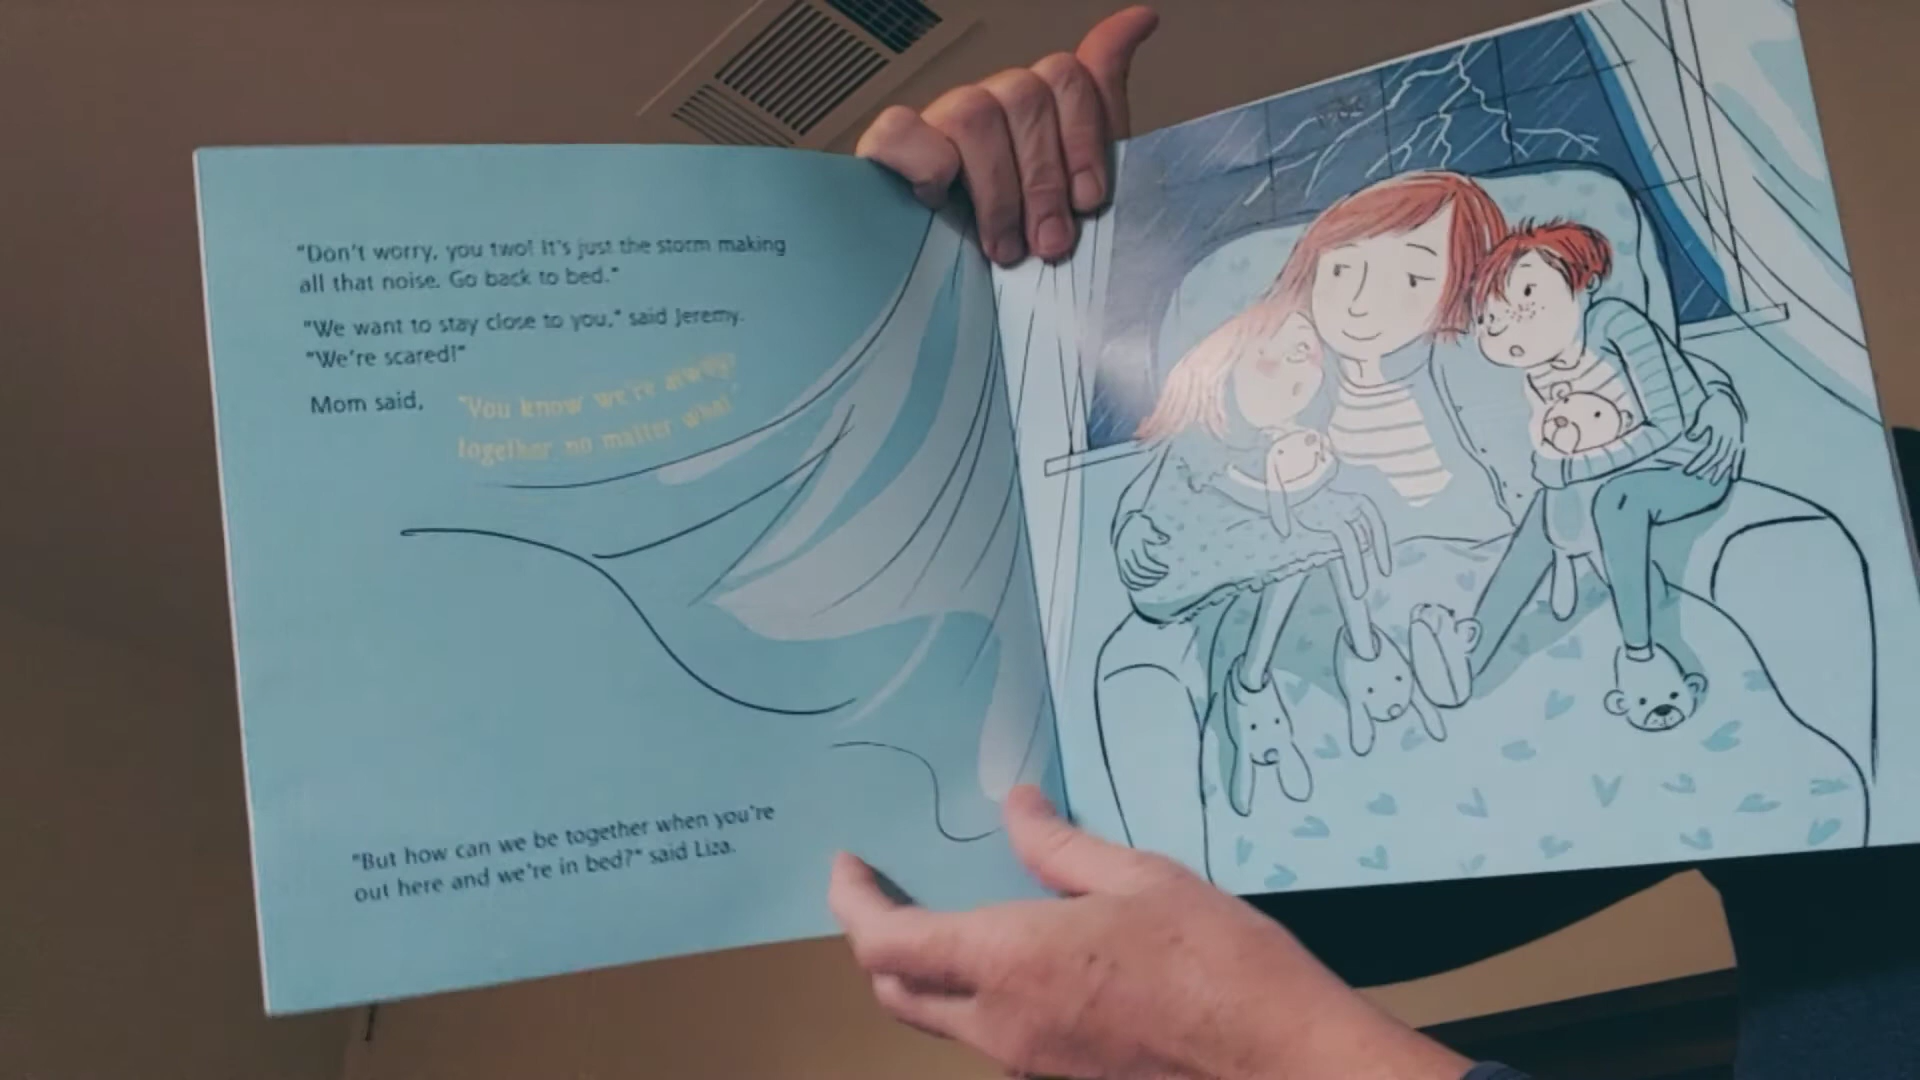 "Don't worry, you two! It's just the storm making
all that noise. Go back to bed."
"We want to stay close to you," said Jeremy.
"We're scared!"
Mom said, "You know we're always
together no matter what."
"But how can we be together when you're
out here and we're in bed?" said Liza.